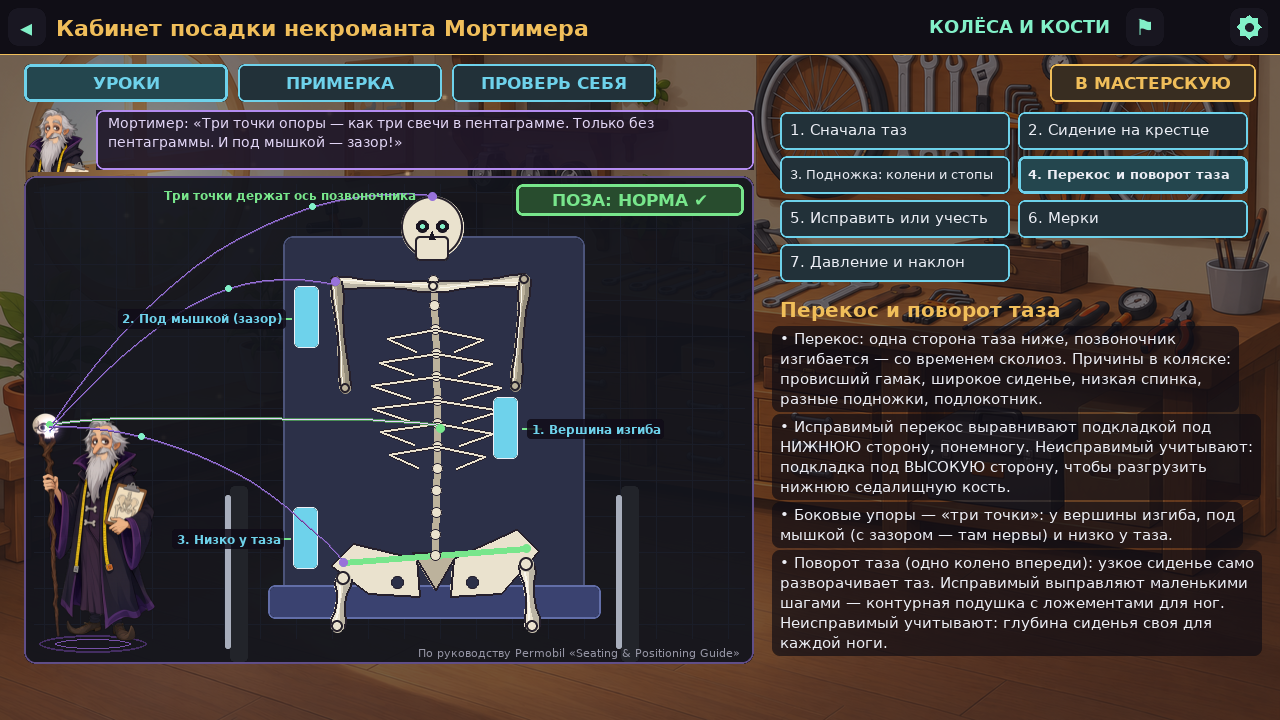 Кабинет посадки некроманта Мортимера
КОЛЁСА И КОСТИ
УРОКИ
ПРИМЕРКА
ПРОВЕРЬ СЕБЯ
В МАСТЕРСКУЮ
Мортимер: «Три точки опоры — как три свечи в пентаграмме. Только без
пентаграммы. И под мышкой — зазор!»
Три точки держат ось позвоночника
ПОЗА: НОРМА ✔
2. Под мышкой (зазор)
1. Вершина изгиба
3. Низко у таза
По руководству Permobil «Seating & Positioning Guide»
1. Сначала таз
2. Сидение на крестце
3. Подножка: колени и стопы
4. Перекос и поворот таза
5. Исправить или учесть
6. Мерки
7. Давление и наклон
Перекос и поворот таза
• Перекос: одна сторона таза ниже, позвоночник
изгибается — со временем сколиоз. Причины в коляске:
провисший гамак, широкое сиденье, низкая спинка,
разные подножки, подлокотник.
• Исправимый перекос выравнивают подкладкой под
НИЖНЮЮ сторону, понемногу. Неисправимый учитывают:
подкладка под ВЫСОКУЮ сторону, чтобы разгрузить
нижнюю седалищную кость.
• Боковые упоры — «три точки»: у вершины изгиба, под
мышкой (с зазором — там нервы) и низко у таза.
• Поворот таза (одно колено впереди): узкое сиденье само
разворачивает таз. Исправимый выправляют маленькими
шагами — контурная подушка с ложементами для ног.
Неисправимый учитывают: глубина сиденья своя для
каждой ноги.